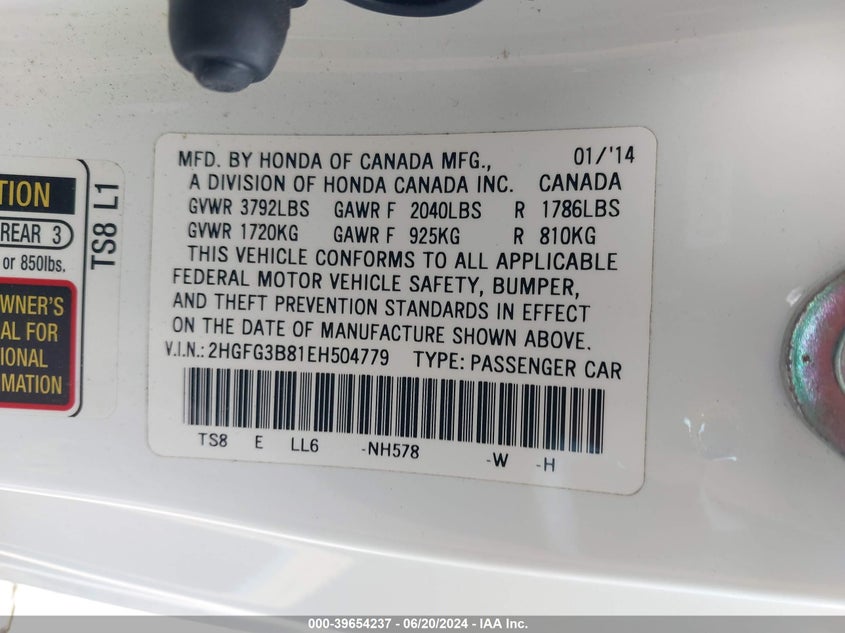 MFD. BY HONDA OF CANADA MFG., 01/'14
A DIVISION OF HONDA CANADA INC. CANADA
GVWR 3792LBS GAWR F 2040LBS R 1786LBS
GVWR 1720KG GAWR F 925KG R 810KG
THIS VEHICLE CONFORMS TO ALL APPLICABLE
FEDERAL MOTOR VEHICLE SAFETY, BUMPER,
AND THEFT PREVENTION STANDARDS IN EFFECT
ON THE DATE OF MANUFACTURE SHOWN ABOVE.
V.I.N.: 2HGFG3B81EH504779 TYPE: PASSENGER CAR
TS8 E LL6 -NH578 -W -H
TION
REAR 3
or 850lbs.
WNER'S
AL FOR
IONAL
RMATION
TS8 L1
000-39654237 - 06/20/2024 - IAA Inc.